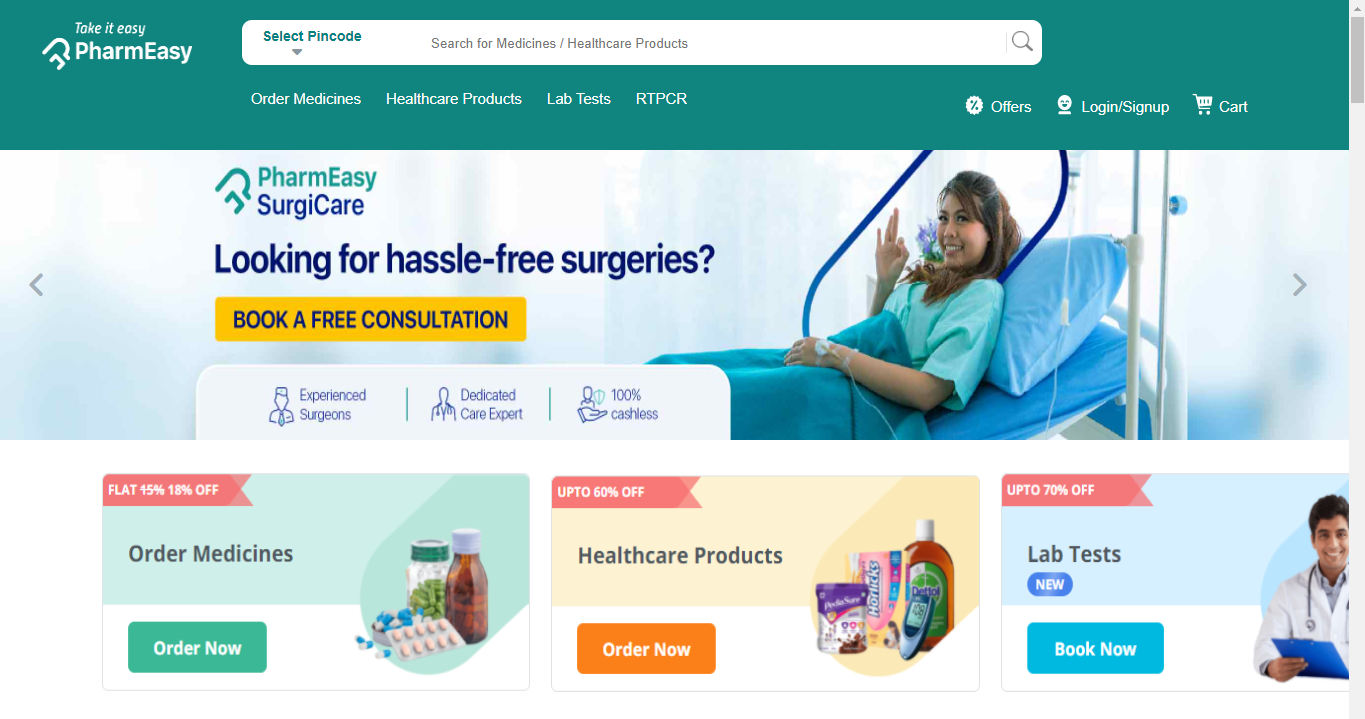 Take it easy
PharmEasy
Select Pincode
Search for Medicines / Healthcare Products
Order Medicines Healthcare Products Lab Tests RTPCR
Offers Login/Signup Cart
PharmEasy
SurgiCare
Looking for hassle-free surgeries?
BOOK A FREE CONSULTATION
Experienced
Surgeons
Dedicated
Care Expert
100%
cashless
FLAT 15% 18% OFF
Order Medicines
Order Now
UPTO 60% OFF
Healthcare Products
PediaSure
Horlicks
Dettol
Order Now
UPTO 70% OFF
Lab Tests
NEW
Book Now